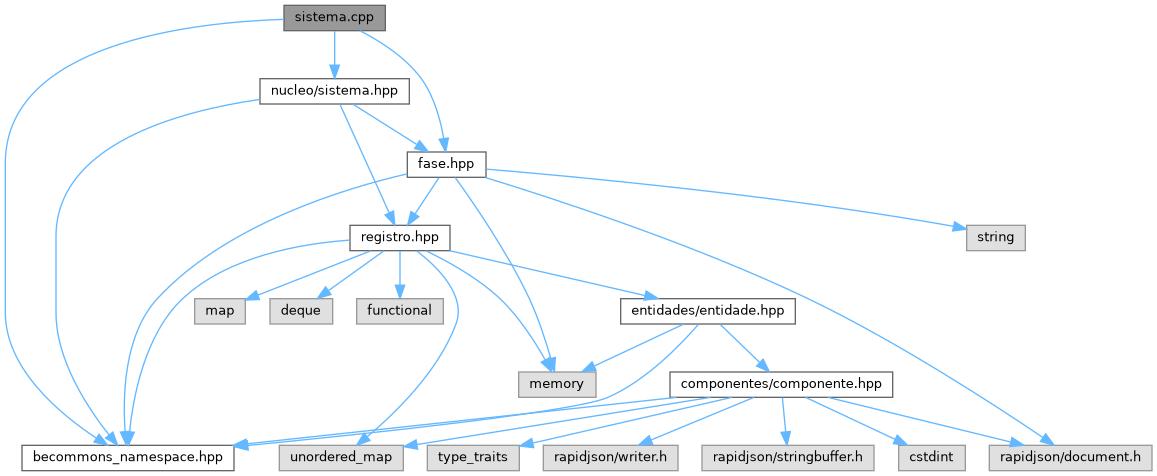 sistema.cpp
nucleo/sistema.hpp
fase.hpp
registro.hpp
string
map
deque
functional
entidades/entidade.hpp
memory
componentes/componente.hpp
becommons_namespace.hpp
unordered_map
type_traits
rapidjson/writer.h
rapidjson/stringbuffer.h
cstdint
rapidjson/document.h